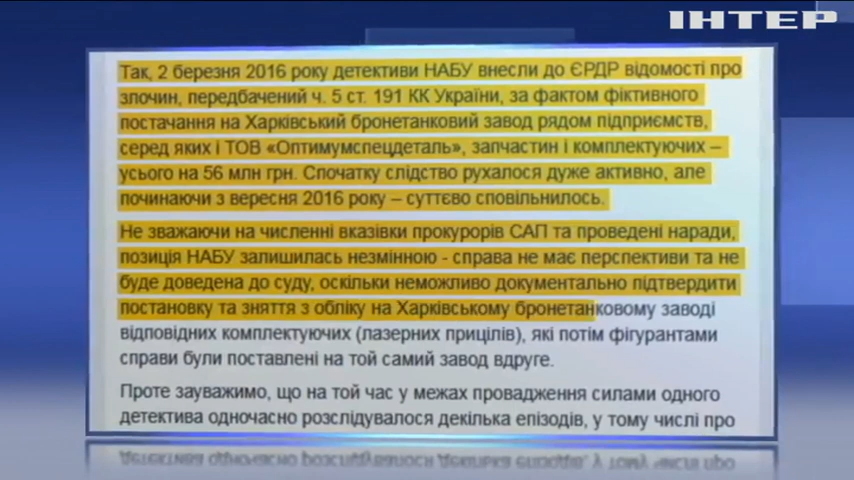 ІНТЕР
Так, 2 березня 2016 року детективи НАБУ внесли до ЄРДР відомості про
злочин, передбачений ч. 5 ст. 191 КК України, за фактом фіктивного
постачання на Харківський бронетанковий завод рядом підприємств,
серед яких і ТОВ «Оптимумспецдеталь», запчастин і комплектуючих –
усього на 56 млн грн. Спочатку слідство рухалося дуже активно, але
починаючи з вересня 2016 року – суттєво сповільнилось.
Не зважаючи на численні вказівки прокурорів САП та проведені наради,
позиція НАБУ залишилась незмінною - справа не має перспективи та не
буде доведена до суду, оскільки неможливо документально підтвердити
постановку та зняття з обліку на Харківському бронетанковому заводі
відповідних комплектуючих (лазерних прицілів), які потім фігурантами
справи були поставлені на той самий завод вдруге.
Проте зауважимо, що на той час у межах провадження силами одного
детектива одночасно розслідувалося декілька епізодів, у тому числі про